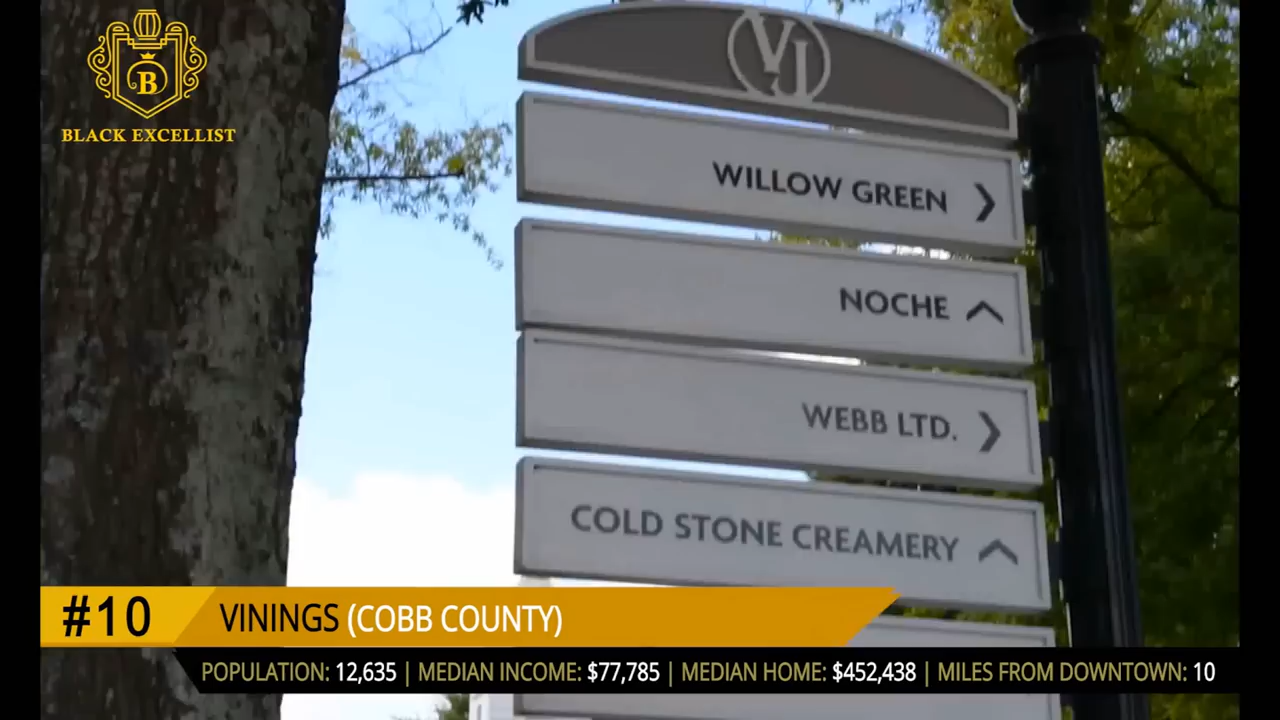 B
BLACK EXCELLIST
VJ
WILLOW GREEN
NOCHE
WEBB LTD.
COLD STONE CREAMERY
#10 VININGS (COBB COUNTY)
POPULATION: 12,635 | MEDIAN INCOME: $77,785 | MEDIAN HOME: $452,438 | MILES FROM DOWNTOWN: 10